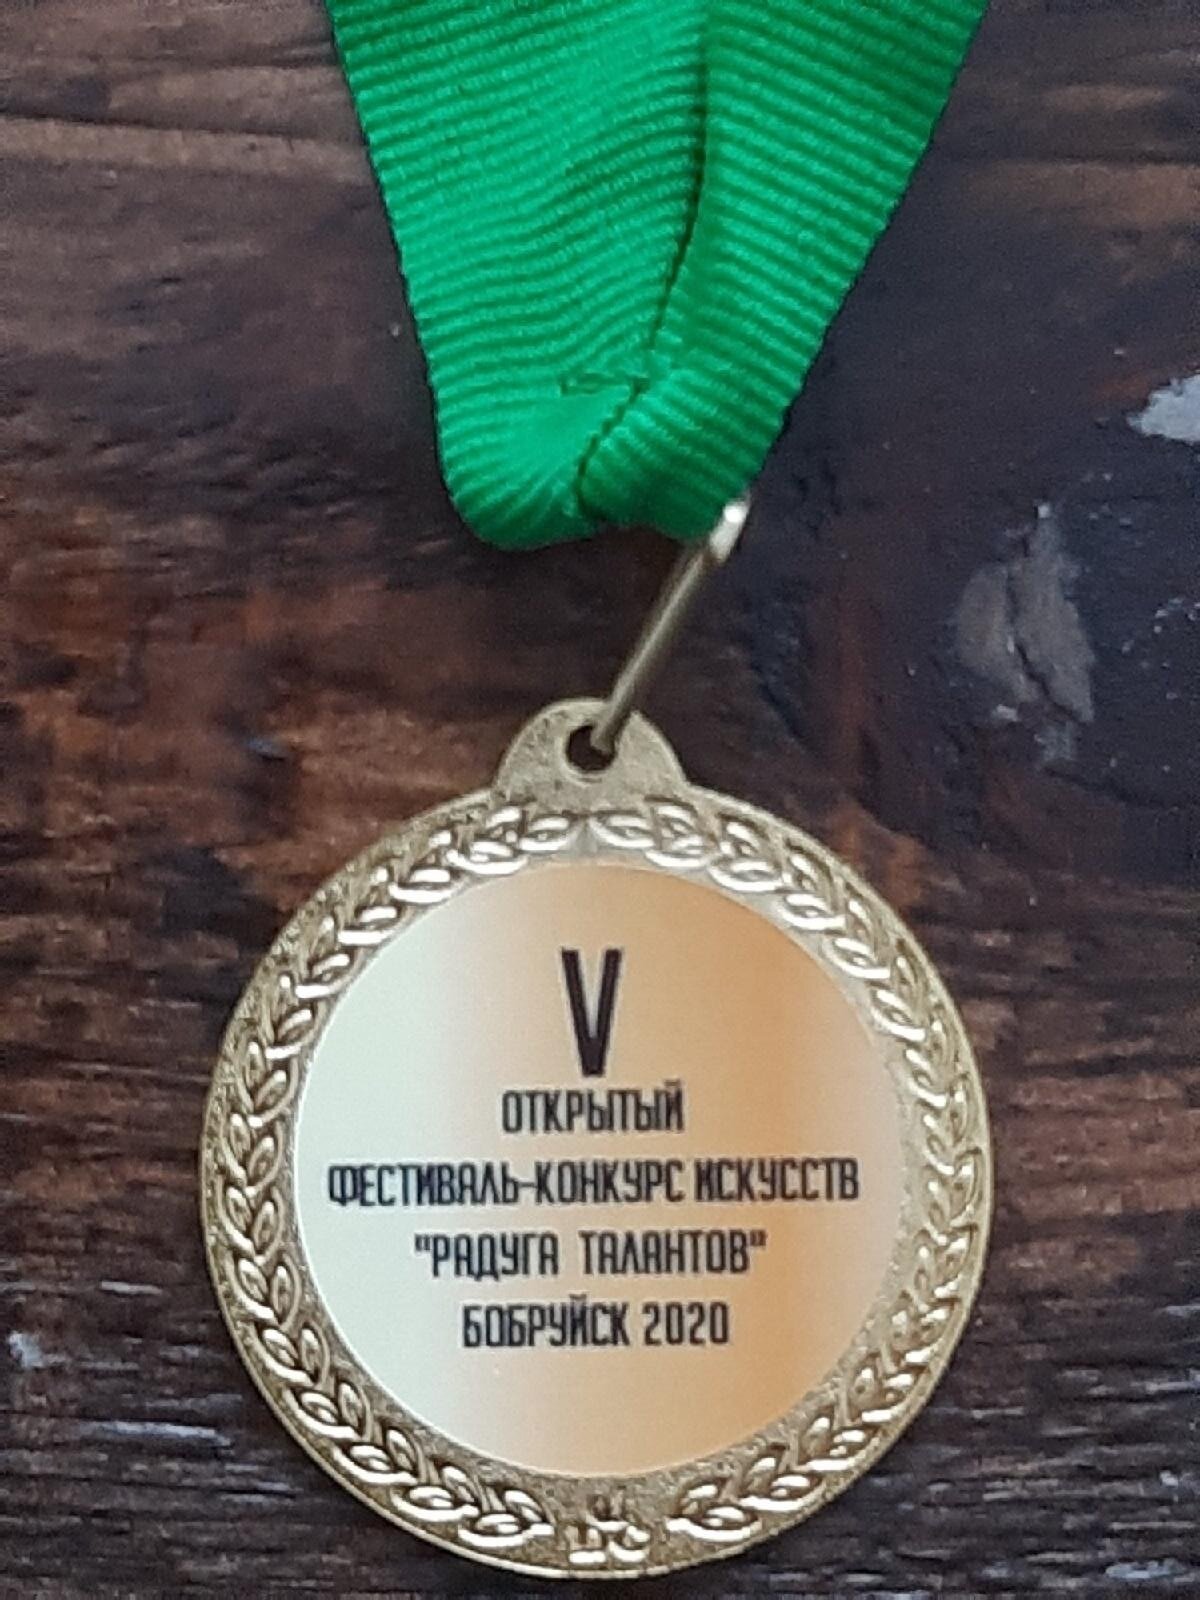 V
ОТКРЫТЫЙ
ФЕСТИВАЛЬ-КОНКУРС ИСКУССТВ
"РАДУГА ТАЛАНТОВ"
БОБРУЙСК 2020